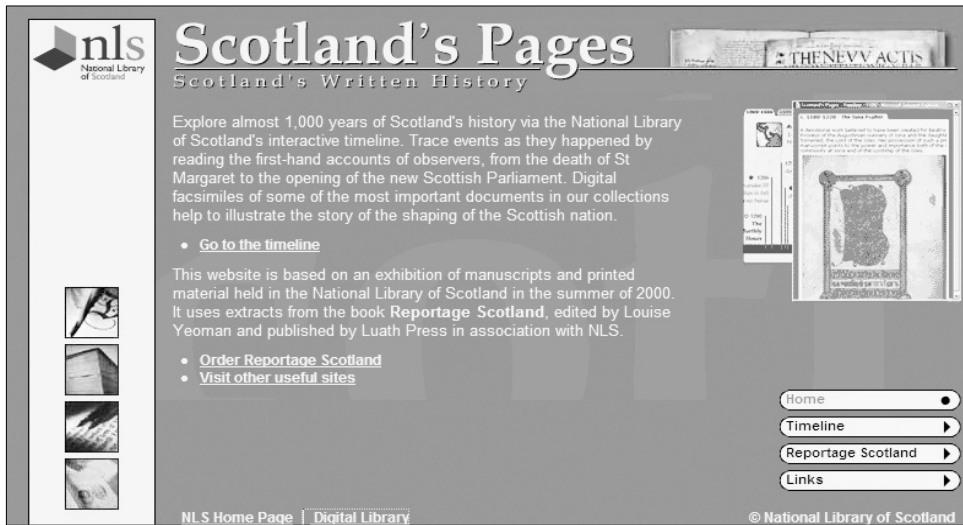 nls
National Library
of Scotland
Scotland's Pages
Scotland's Written History
THENEVV ACTIS
Explore almost 1,000 years of Scotland's history via the National Library
of Scotland's interactive timeline. Trace events as they happened by
reading the first-hand accounts of observers, from the death of St
Margaret to the opening of the new Scottish Parliament. Digital
facsimiles of some of the most important documents in our collections
help to illustrate the story of the shaping of the Scottish nation.
• Go to the timeline
This website is based on an exhibition of manuscripts and printed
material held in the National Library of Scotland in the summer of 2000.
It uses extracts from the book Reportage Scotland, edited by Louise
Yeoman and published by Luath Press in association with NLS.
• Order Reportage Scotland
• Visit other useful sites
Home
Timeline
Reportage Scotland
Links
NLS Home Page | Digital Library
© National Library of Scotland